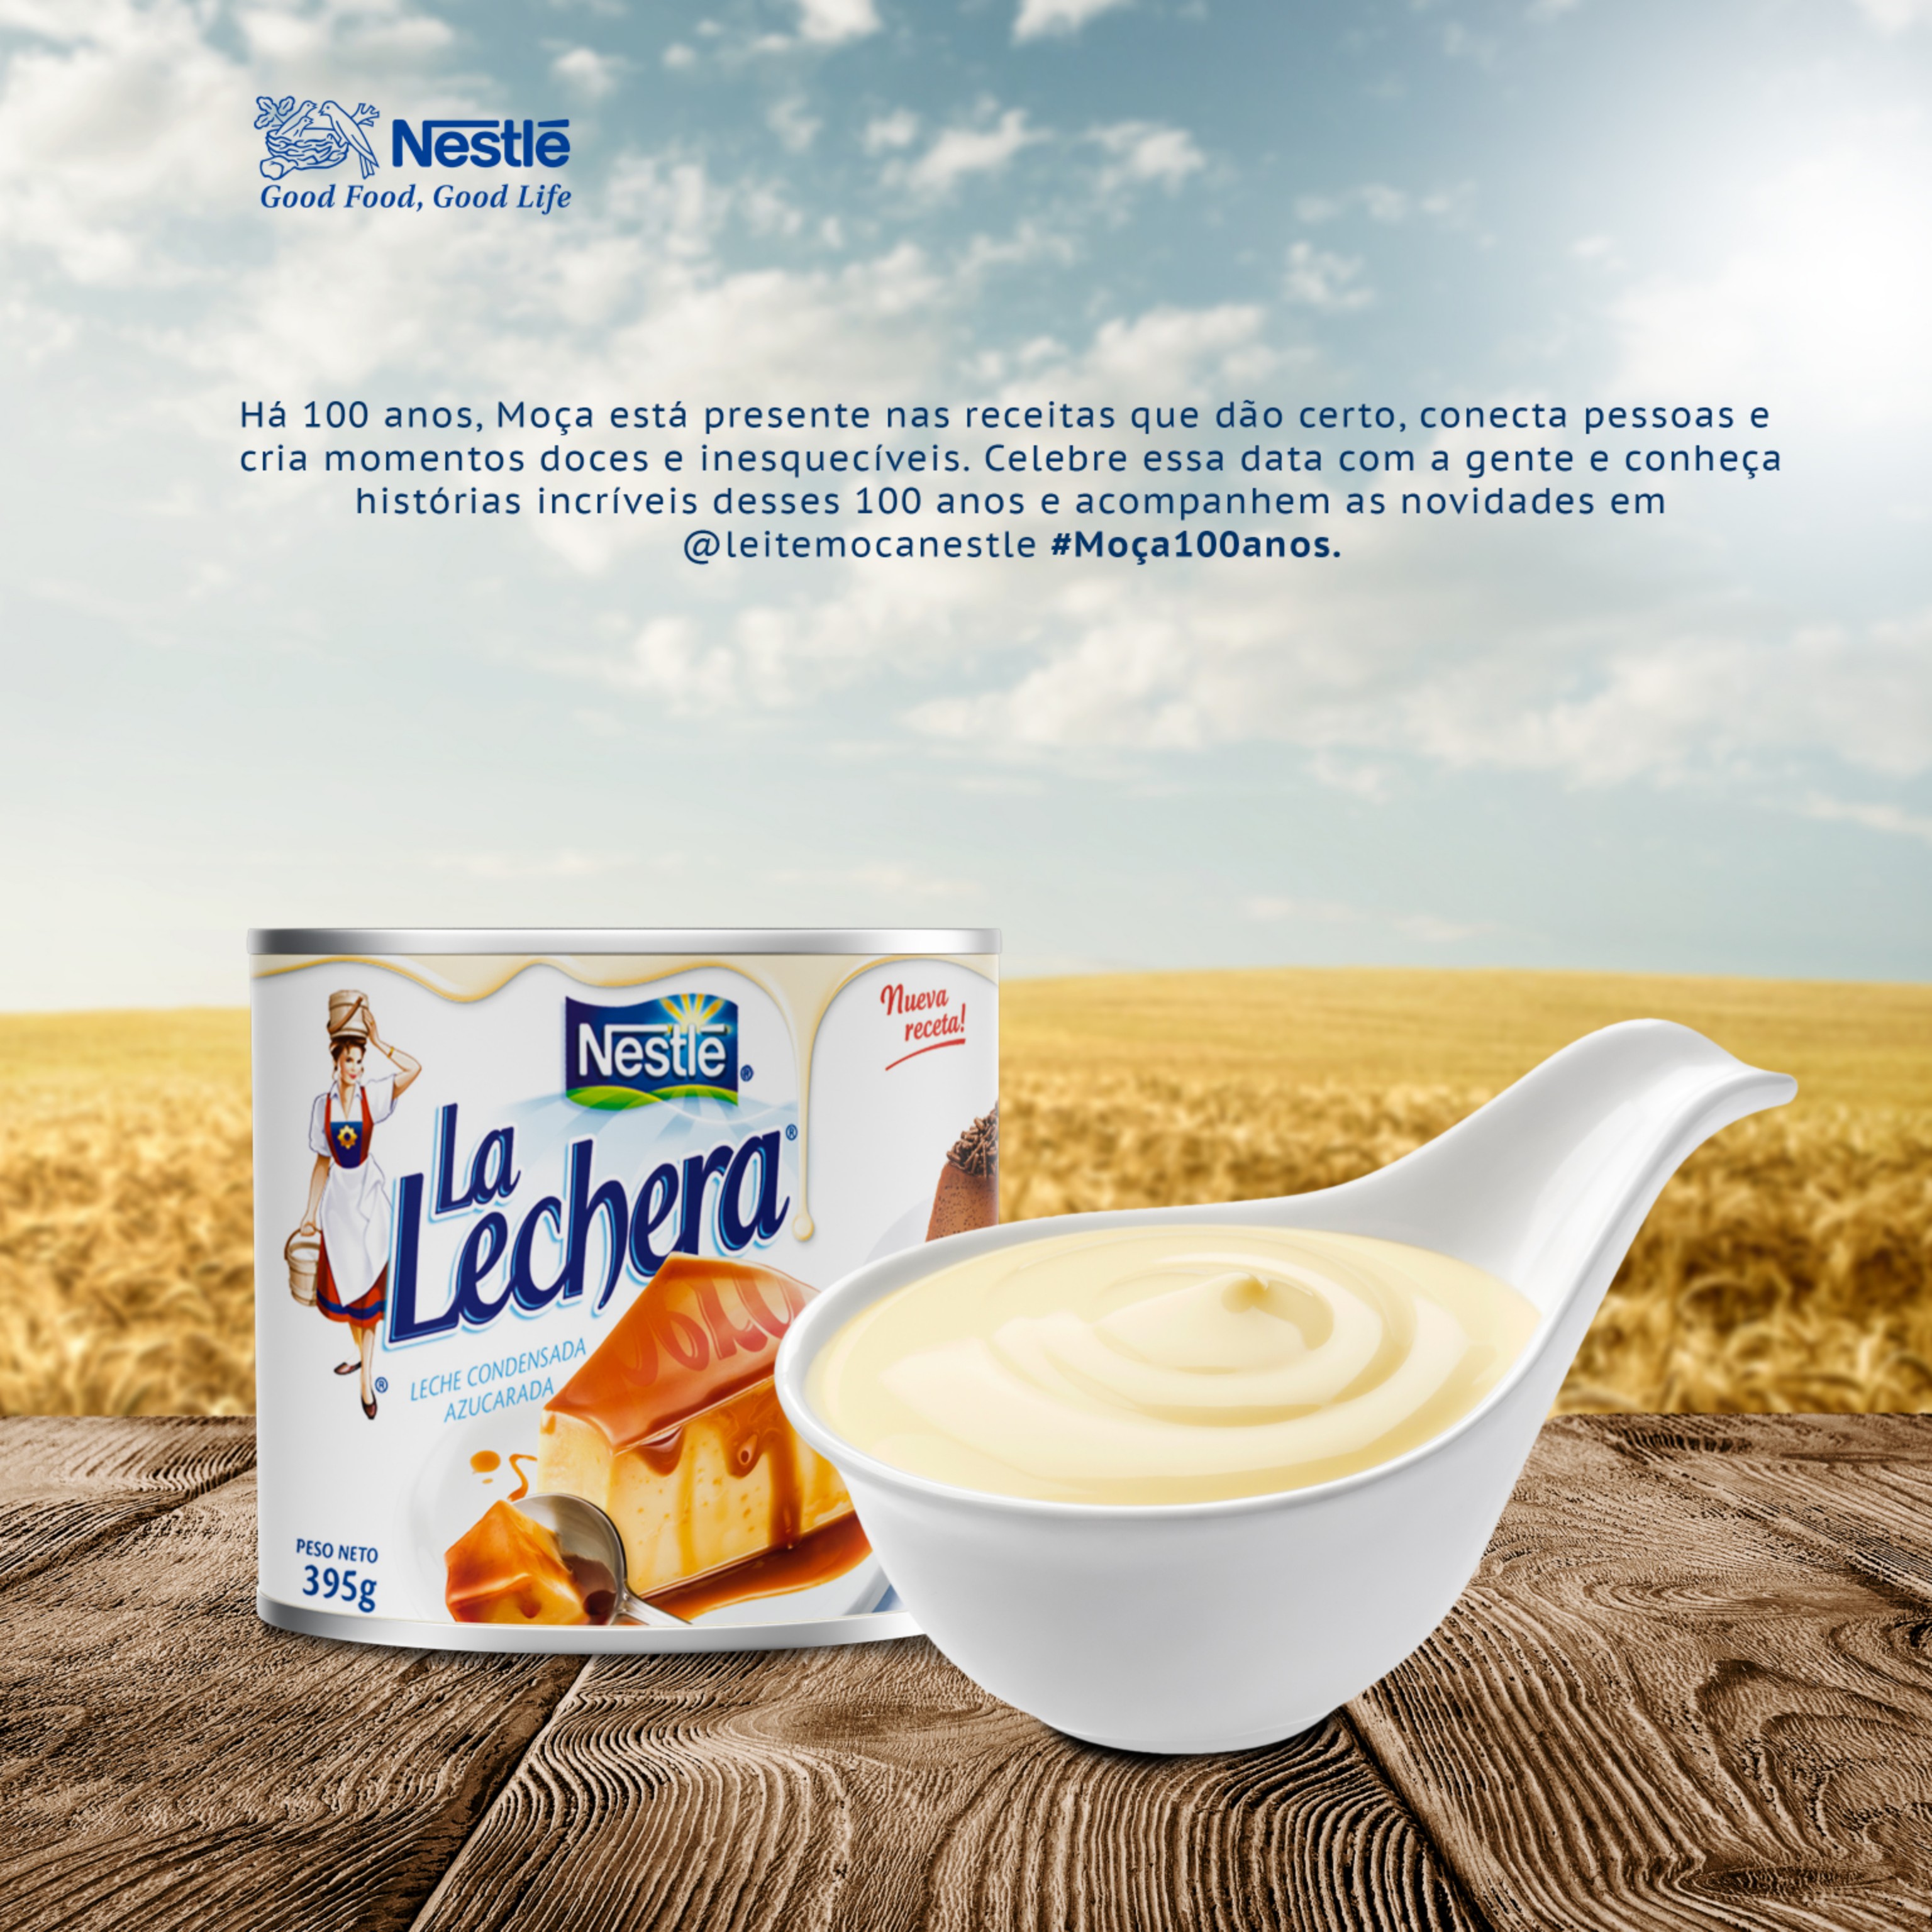 Nestlé
Good Food, Good Life
Há 100 anos, Moça está presente nas receitas que dão certo, conecta pessoas e
cria momentos doces e inesquecíveis. Celebre essa data com a gente e conheça
histórias incríveis desses 100 anos e acompanhem as novidades em
@leitemocanestle #Moça100anos.
Nestlé®
Nueva
receta!
La
Lechera®
LECHE CONDENSADA
AZUCARADA
®
PESO NETO
395g